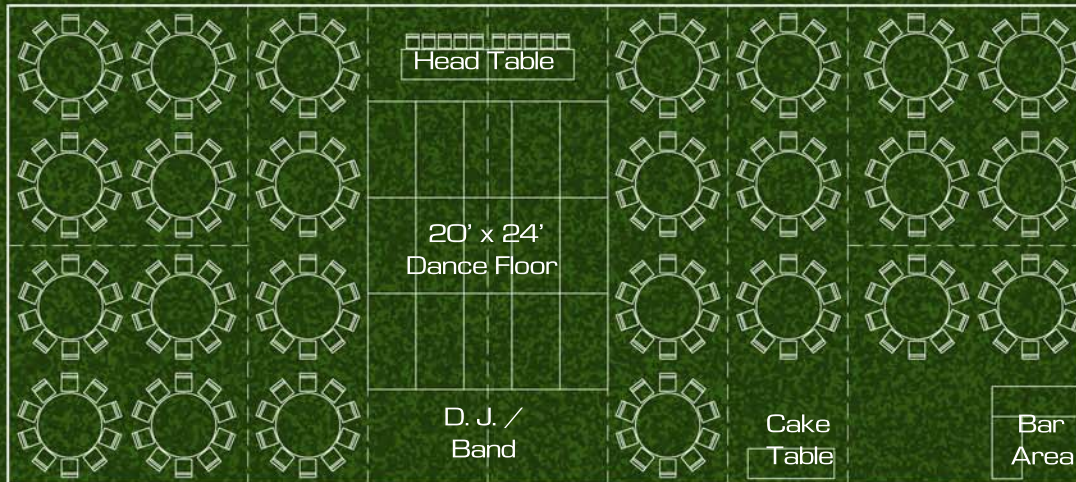 Head Table
20' x 24'
Dance Floor
D. J. /
Band
Cake
Table
Bar
Area